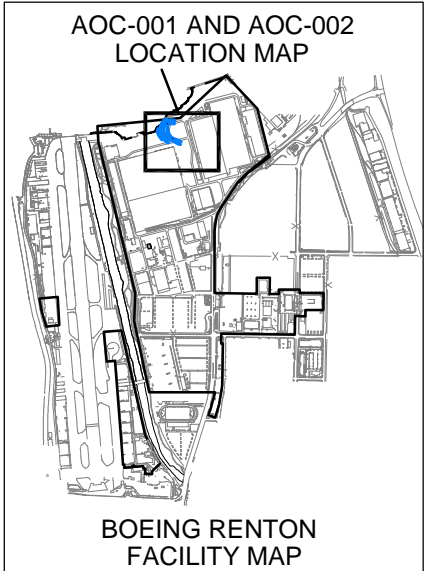 AOC-001 AND AOC-002
LOCATION MAP
BOEING RENTON
FACILITY MAP